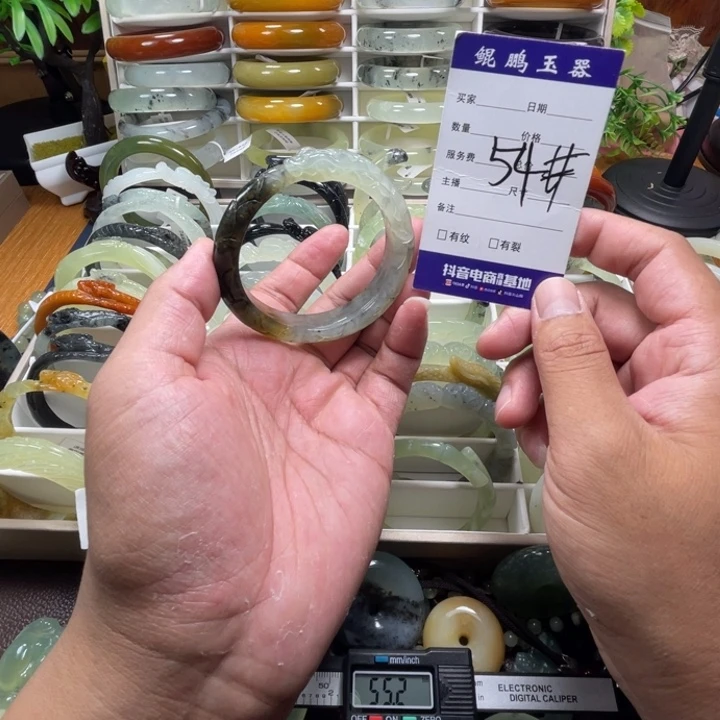 鲲鹏玉器
买家 日期
数量 价格
服务费
54#
主播 尺寸
备注
□有纹 □有裂
抖音电商直播基地
mm/inch
55.2
ELECTRONIC
DIGITAL CALIPER
OFF ON ZERO